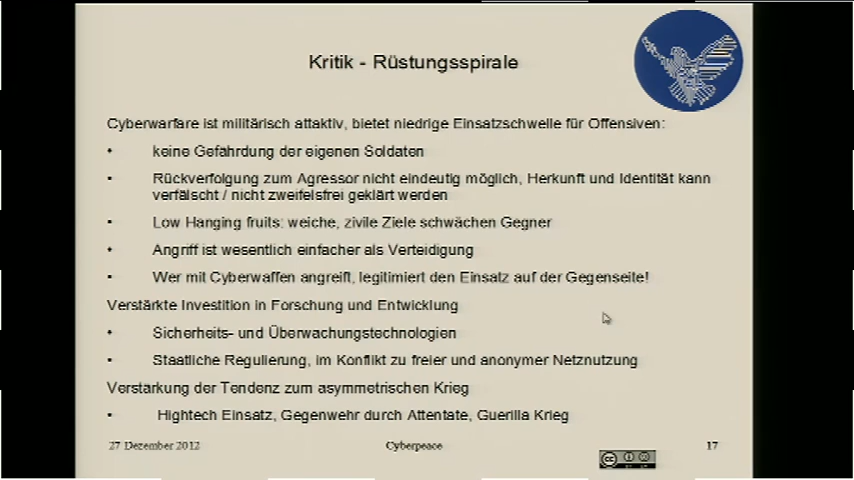 Kritik - Rüstungsspirale
Cyberwarfare ist militärisch attaktiv, bietet niedrige Einsatzschwelle für Offensiven:
• keine Gefährdung der eigenen Soldaten
• Rückverfolgung zum Agressor nicht eindeutig möglich, Herkunft und Identität kann
verfälscht / nicht zweifelsfrei geklärt werden
• Low Hanging fruits: weiche, zivile Ziele schwächen Gegner
• Angriff ist wesentlich einfacher als Verteidigung
• Wer mit Cyberwaffen angreift, legitimiert den Einsatz auf der Gegenseite!
Verstärkte Investition in Forschung und Entwicklung
• Sicherheits- und Überwachungstechnologien
• Staatliche Regulierung, im Konflikt zu freier und anonymer Netznutzung
Verstärkung der Tendenz zum asymmetrischen Krieg
• Hightech Einsatz, Gegenwehr durch Attentate, Guerilla Krieg
27 Dezember 2012 Cyberpeace 17
cc